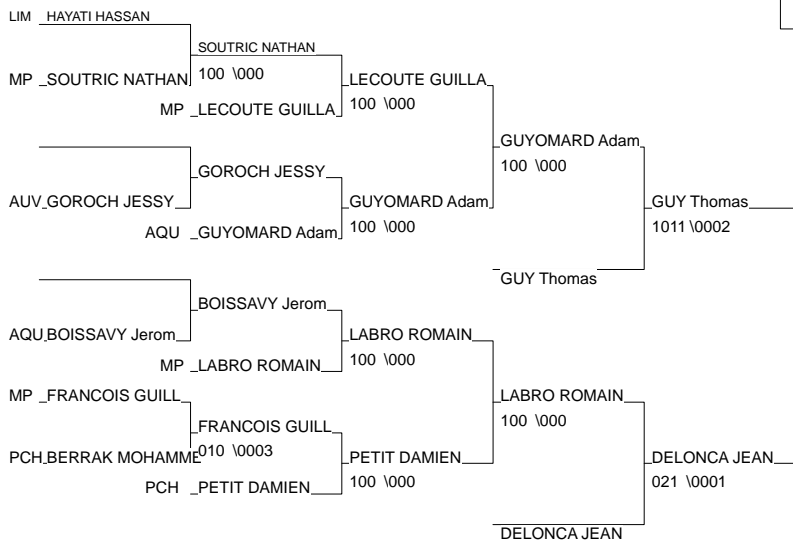 LIM HAYATI HASSAN
SOUTRIC NATHAN
100 \000
MP SOUTRIC NATHAN
LECOUTE GUILLA
100 \000
MP LECOUTE GUILLA
GUYOMARD Adam
100 \000
GOROCH JESSY
AUV GOROCH JESSY
GUYOMARD Adam
100 \000
GUY Thomas
1011 \0002
AQU GUYOMARD Adam
GUY Thomas
BOISSAVY Jerom
AQU BOISSAVY Jerom
LABRO ROMAIN
100 \000
MP LABRO ROMAIN
MP FRANCOIS GUILL
LABRO ROMAIN
100 \000
FRANCOIS GUILL
010 \0003
PCH BERRAK MOHAMME
PETIT DAMIEN
100 \000
DELONCA JEAN
021 \0001
PCH PETIT DAMIEN
DELONCA JEAN